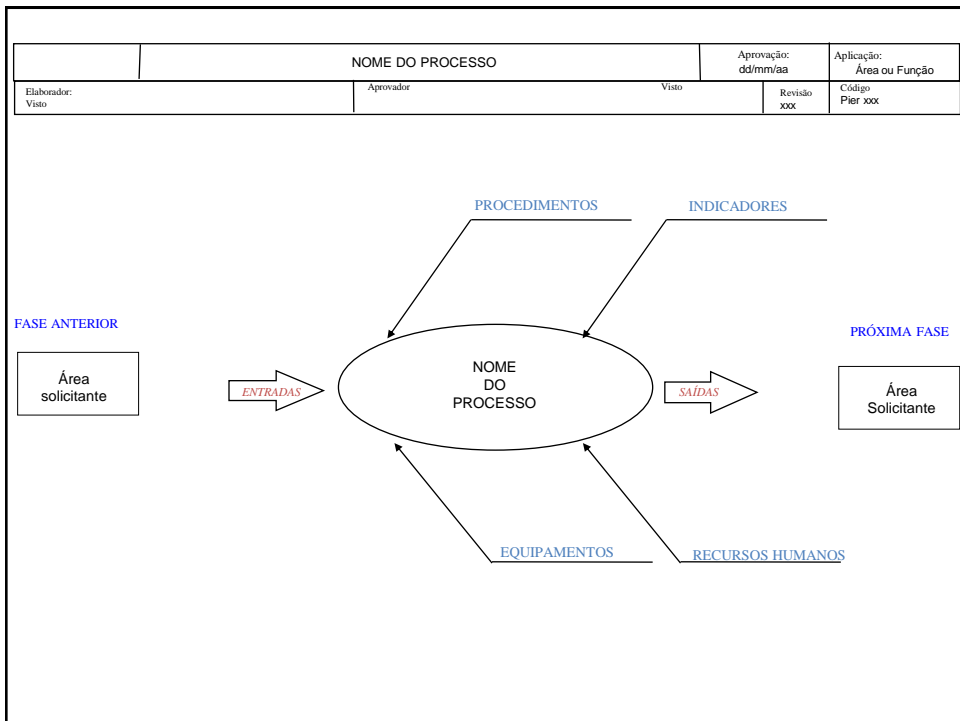 NOME DO PROCESSO
Aprovação:
dd/mm/aa
Aplicação:
Área ou Função
Elaborador:
Visto
Aprovador
Visto
Revisão
xxx
Código
Pier xxx
PROCEDIMENTOS
INDICADORES
FASE ANTERIOR
PRÓXIMA FASE
Área
solicitante
ENTRADAS
NOME
DO
PROCESSO
SAÍDAS
Área
Solicitante
EQUIPAMENTOS
RECURSOS HUMANOS